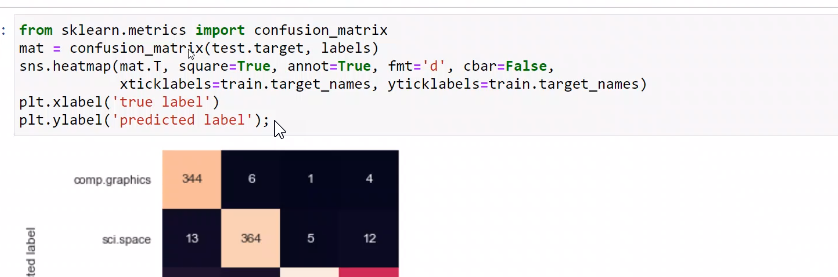 : from sklearn.metrics import confusion_matrix
mat = confusion_matrix(test.target, labels)
sns.heatmap(mat.T, square=True, annot=True, fmt='d', cbar=False,
xticklabels=train.target_names, yticklabels=train.target_names)
plt.xlabel('true label')
plt.ylabel('predicted label');
comp.graphics 344 6 1 4
sci.space 13 364 5 12
ted label